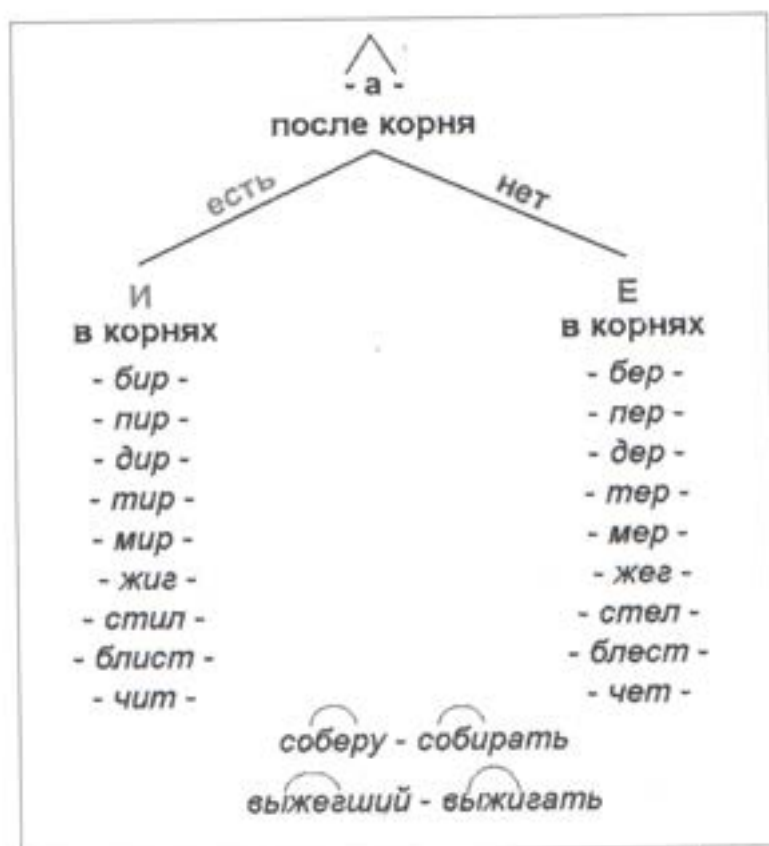 - а -
после корня
есть
нет
И
в корнях
- бир -
- пир -
- дир -
- тир -
- мир -
- жиг -
- стил -
- блист -
- чит -
Е
в корнях
- бер -
- пер -
- дер -
- тер -
- мер -
- жег -
- стел -
- блест -
- чет -
соберу - собирать
выжегший - выжигать